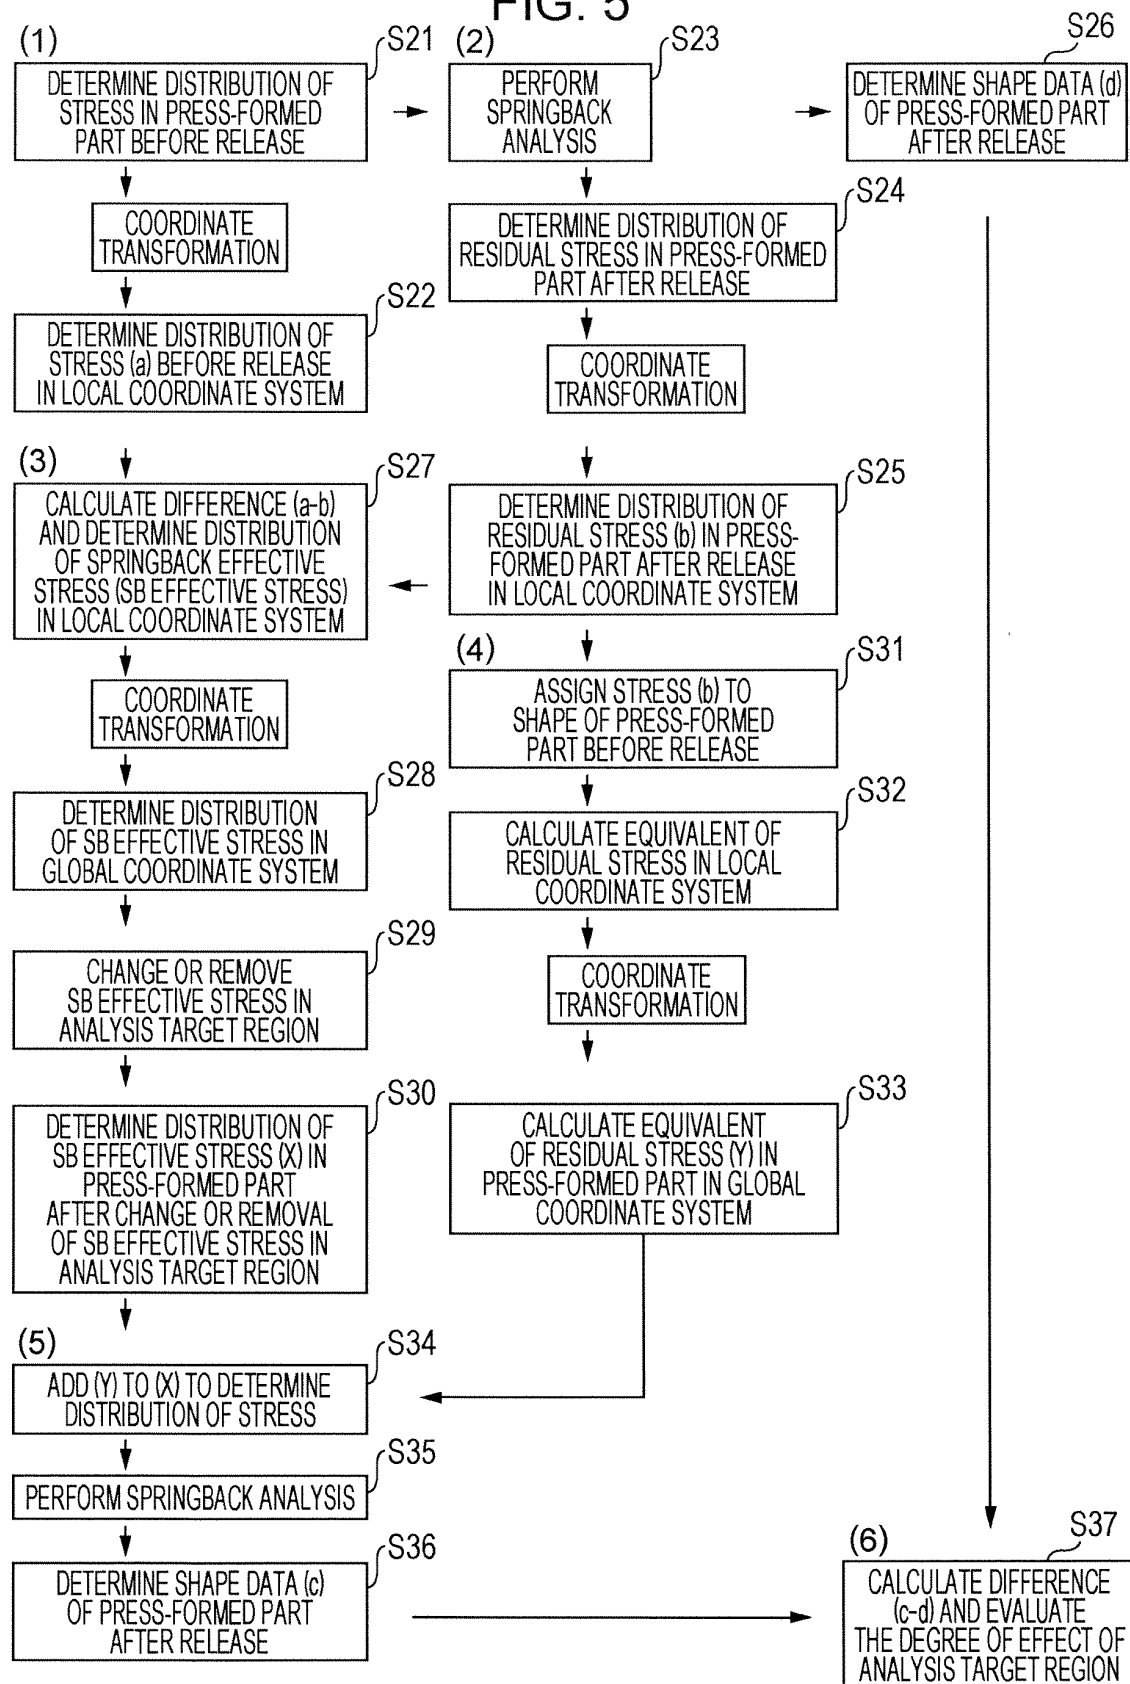 FIG. 5
(1)
S21
DETERMINE DISTRIBUTION OF
STRESS IN PRESS-FORMED
PART BEFORE RELEASE
COORDINATE
TRANSFORMATION
S22
DETERMINE DISTRIBUTION OF
STRESS (a) BEFORE RELEASE
IN LOCAL COORDINATE SYSTEM
(2)
S23
PERFORM
SPRINGBACK
ANALYSIS
S24
DETERMINE DISTRIBUTION OF
RESIDUAL STRESS IN PRESS-FORMED
PART AFTER RELEASE
COORDINATE
TRANSFORMATION
S25
DETERMINE DISTRIBUTION OF
RESIDUAL STRESS (b) IN PRESS-
FORMED PART AFTER RELEASE
IN LOCAL COORDINATE SYSTEM
S26
DETERMINE SHAPE DATA (d)
OF PRESS-FORMED PART
AFTER RELEASE
(3)
S27
CALCULATE DIFFERENCE (a-b)
AND DETERMINE DISTRIBUTION
OF SPRINGBACK EFFECTIVE
STRESS (SB EFFECTIVE STRESS)
IN LOCAL COORDINATE SYSTEM
COORDINATE
TRANSFORMATION
S28
DETERMINE DISTRIBUTION
OF SB EFFECTIVE STRESS IN
GLOBAL COORDINATE SYSTEM
S29
CHANGE OR REMOVE
SB EFFECTIVE STRESS IN
ANALYSIS TARGET REGION
S30
DETERMINE DISTRIBUTION OF
SB EFFECTIVE STRESS (X) IN
PRESS-FORMED PART
AFTER CHANGE OR REMOVAL
OF SB EFFECTIVE STRESS IN
ANALYSIS TARGET REGION
(4)
S31
ASSIGN STRESS (b) TO
SHAPE OF PRESS-FORMED
PART BEFORE RELEASE
S32
CALCULATE EQUIVALENT OF
RESIDUAL STRESS IN LOCAL
COORDINATE SYSTEM
COORDINATE
TRANSFORMATION
S33
CALCULATE EQUIVALENT
OF RESIDUAL STRESS (Y) IN
PRESS-FORMED PART IN GLOBAL
COORDINATE SYSTEM
(5)
S34
ADD (Y) TO (X) TO DETERMINE
DISTRIBUTION OF STRESS
S35
PERFORM SPRINGBACK ANALYSIS
S36
DETERMINE SHAPE DATA (c)
OF PRESS-FORMED PART
AFTER RELEASE
(6)
S37
CALCULATE DIFFERENCE
(c-d) AND EVALUATE
THE DEGREE OF EFFECT OF
ANALYSIS TARGET REGION